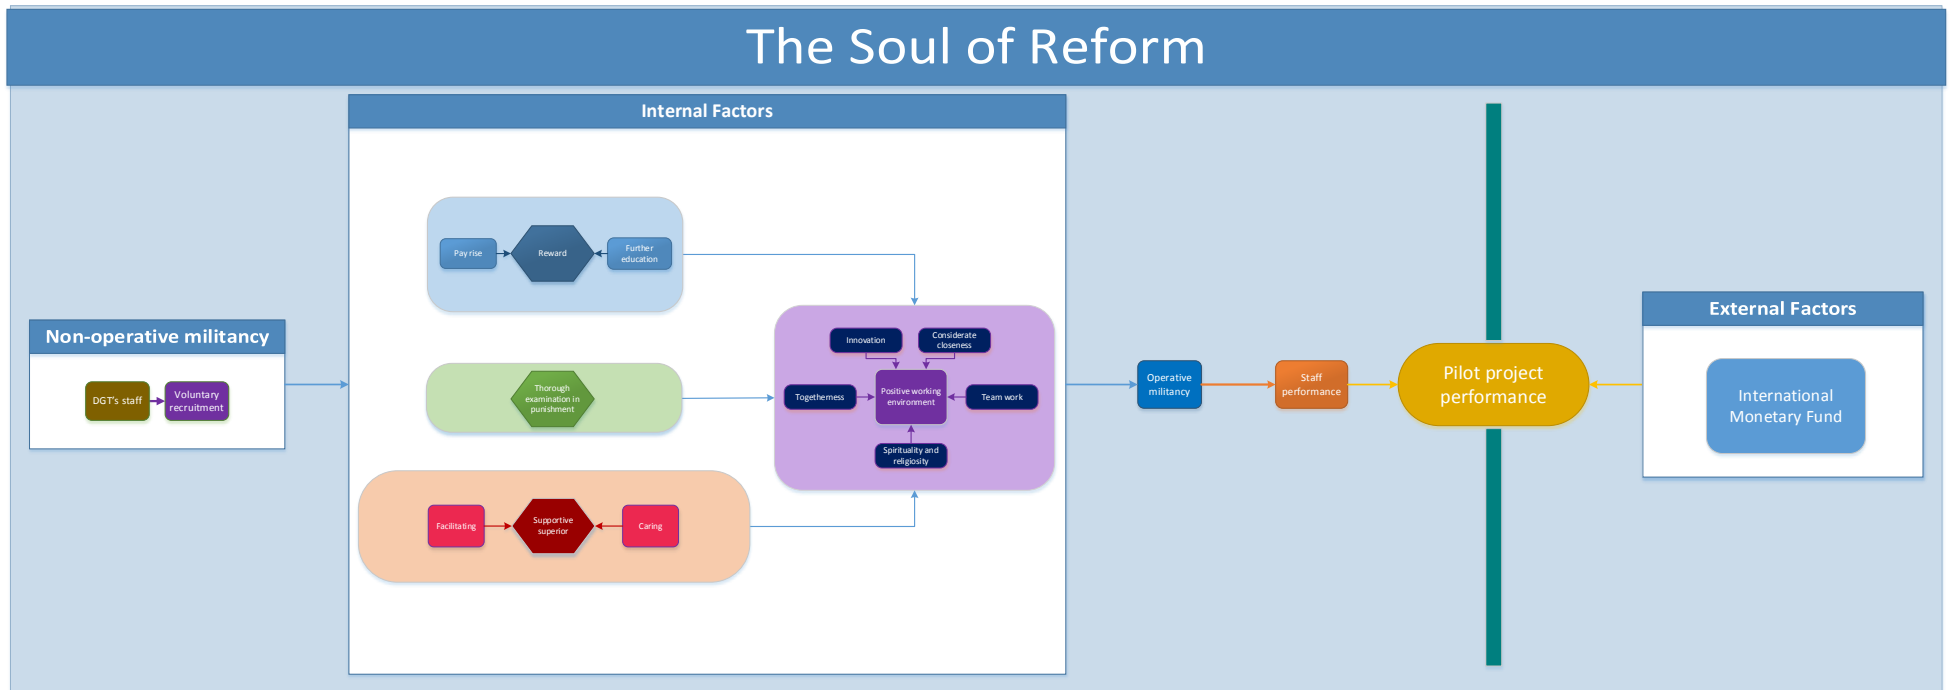 The Soul of Reform
Non-operative militancy
DGT's staff
Voluntary
recruitment
Internal Factors
Pay rise
Reward
Further
education
Thorough
examination in
punishment
Facilitating
Supportive
superior
Caring
Innovation
Considerate
closeness
Togetherness
Positive working
environment
Team work
Spirituality and
religiosity
Operative
militancy
Staff
performance
Pilot project
performance
External Factors
International
Monetary Fund